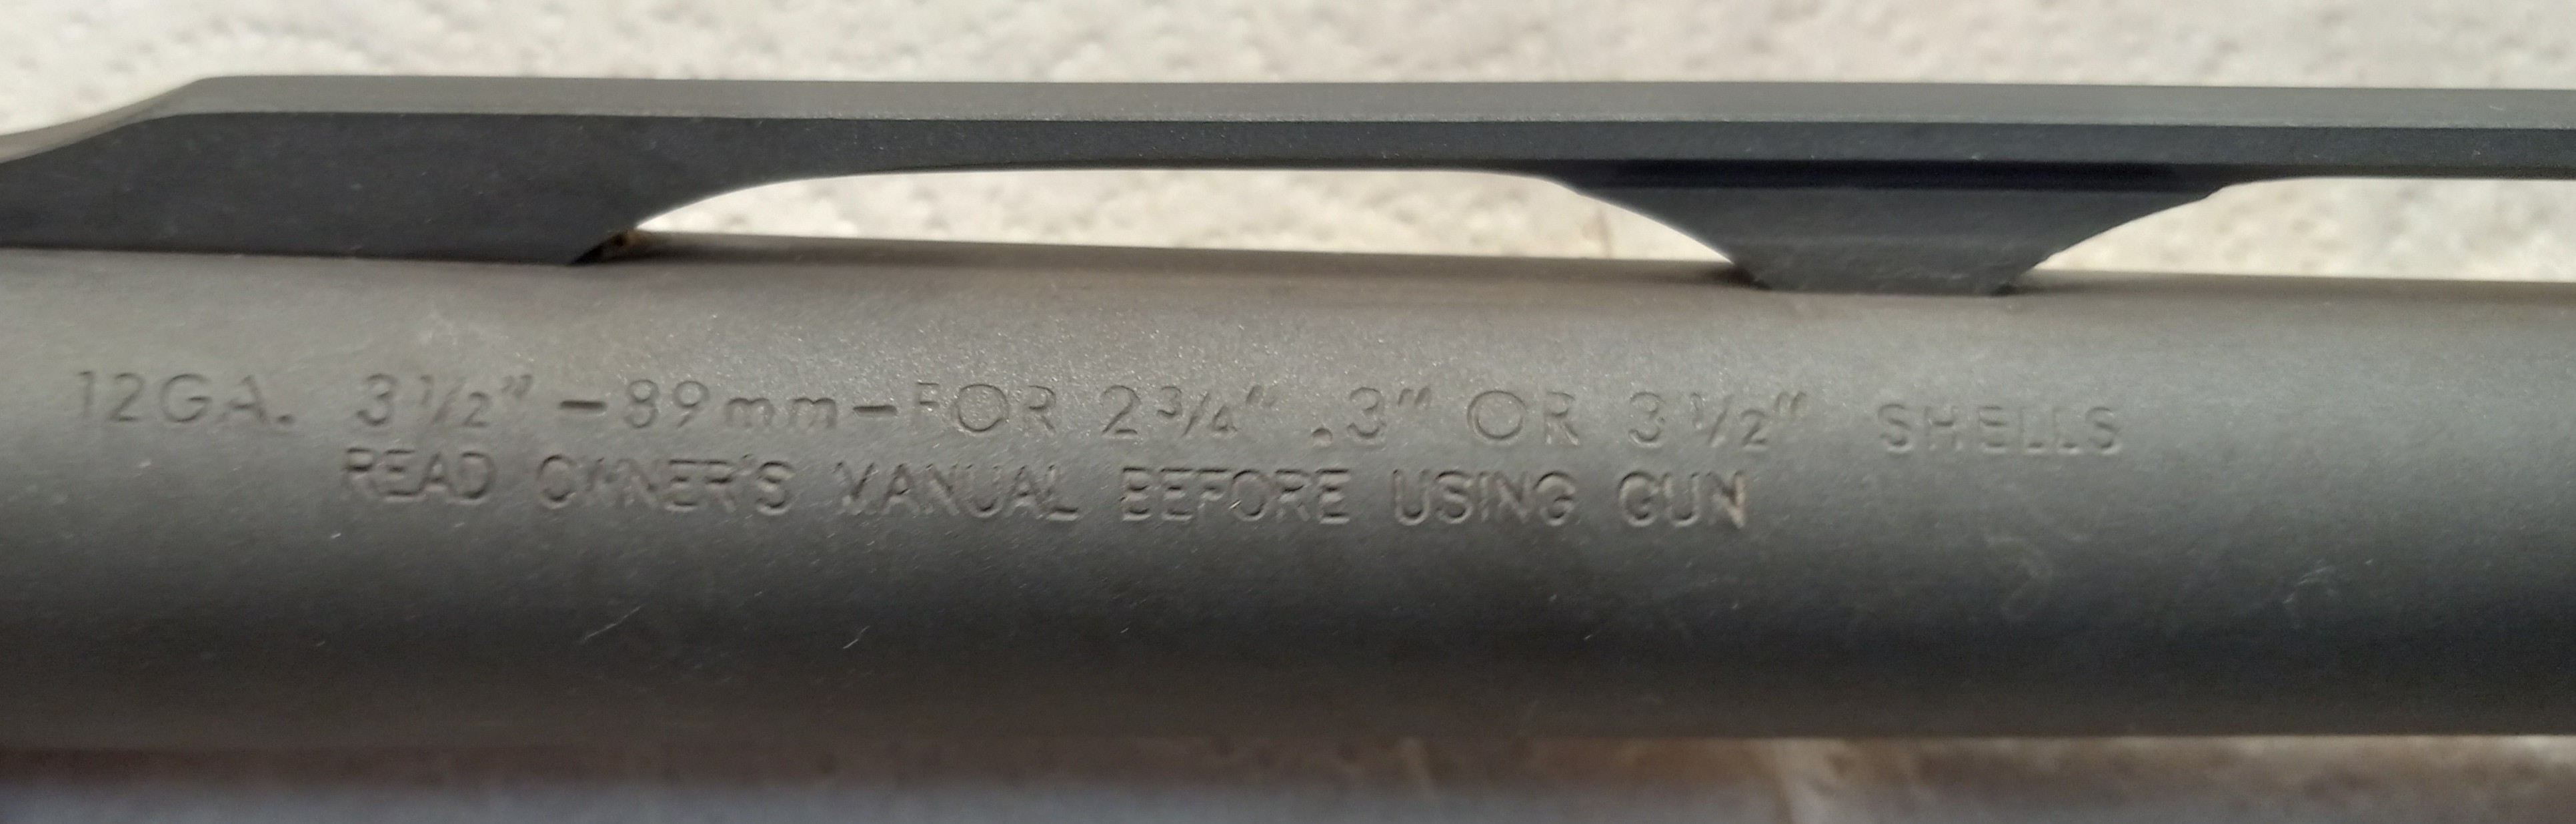 12GA. 3½" -89mm-FOR 2¾" .3" OR 3½" SHELLS
READ OWNER'S MANUAL BEFORE USING GUN